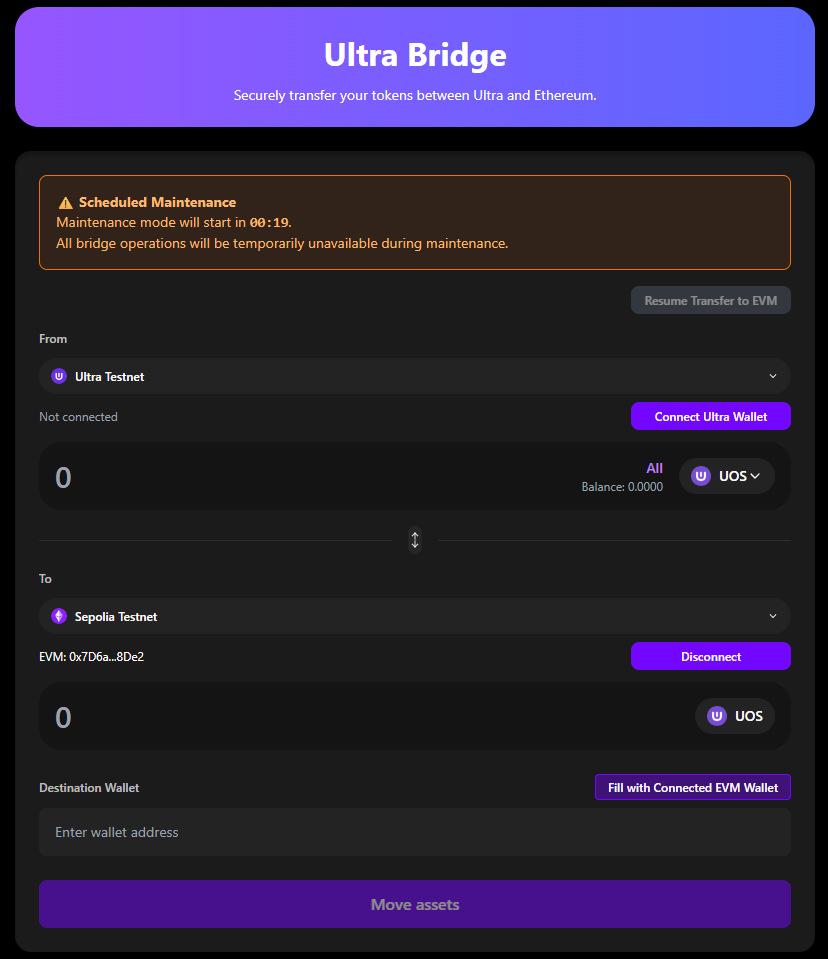 Ultra Bridge
Securely transfer your tokens between Ultra and Ethereum.
Scheduled Maintenance
Maintenance mode will start in 00:19.
All bridge operations will be temporarily unavailable during maintenance.
Resume Transfer to EVM
From
Ultra Testnet
Not connected
Connect Ultra Wallet
0
All
Balance: 0.0000
UOS
To
Sepolia Testnet
EVM: 0x7D6a...8De2
Disconnect
0
UOS
Destination Wallet
Fill with Connected EVM Wallet
Enter wallet address
Move assets